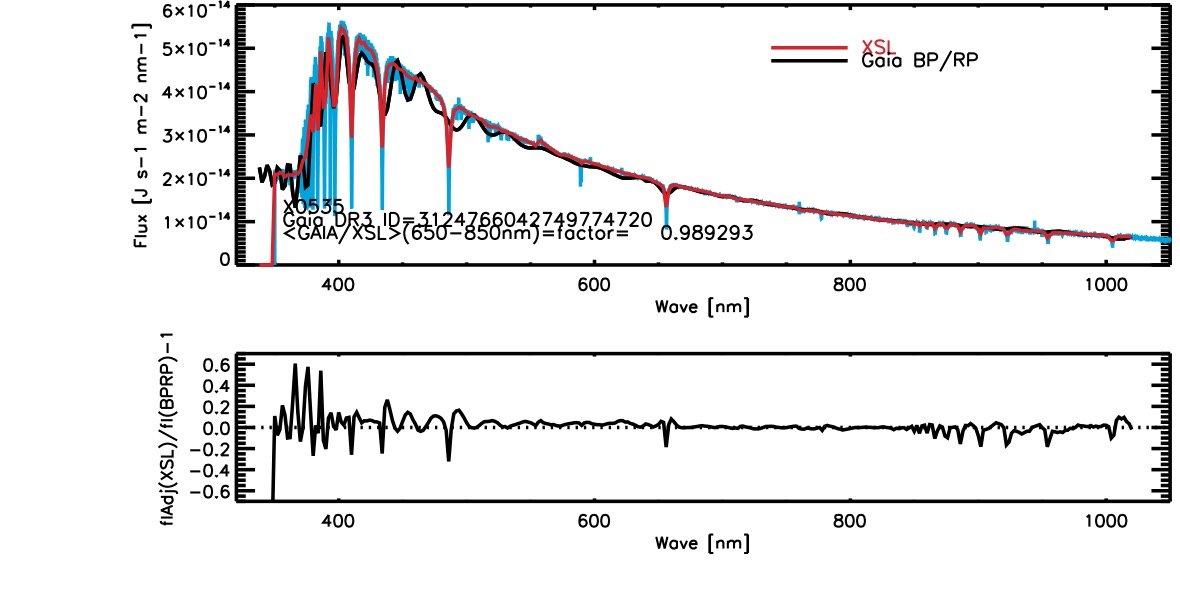 6×10−14
5×10−14
4×10−14
3×10−14
2×10−14
1×10−14
0
Flux [J s−1 m−2 nm−1]
XSL
Gaia BP/RP
X0535
Gaia DR3 ID=3124766042749774720
<GAIA/XSL>(650−850nm)=factor= 0.989293
400 600 800 1000
Wave [nm]
flAdj(XSL)/fl(BPRP)−1
0.6
0.4
0.2
0.0
−0.2
−0.4
−0.6
400 600 800 1000
Wave [nm]